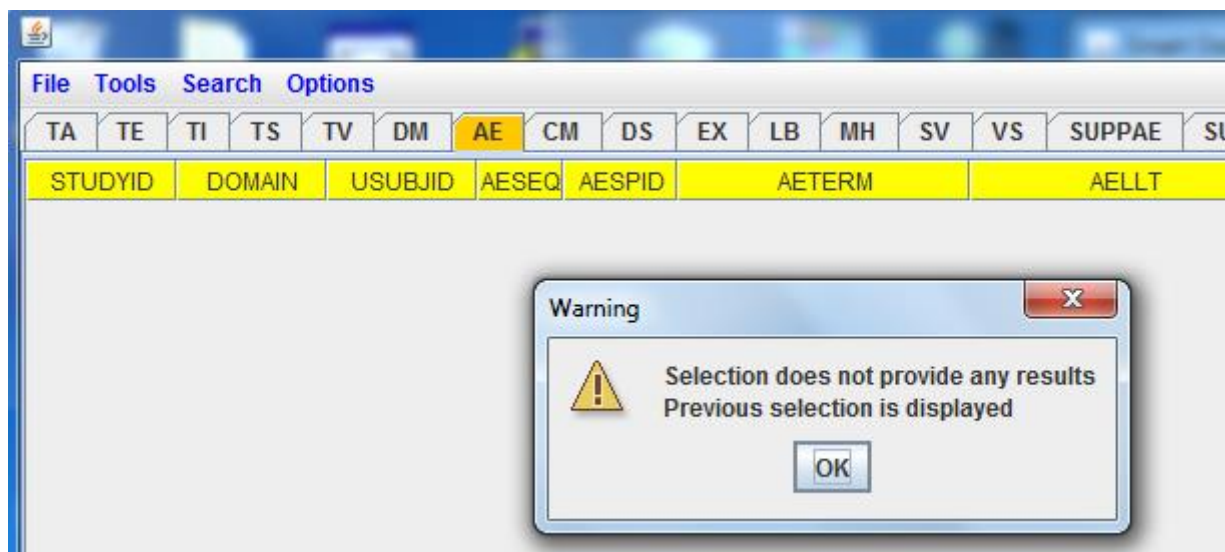 File Tools Search Options
TA TE TI TS TV DM AE CM DS EX LB MH SV VS SUPPAE SU
STUDYID DOMAIN USUBJID AESEQ AESPID AETERM AELLT
Warning
Selection does not provide any results
Previous selection is displayed
OK